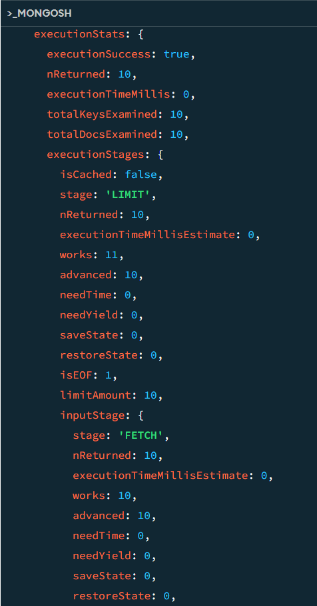 >_MONGOSH
executionStats: {
executionSuccess: true,
nReturned: 10,
executionTimeMillis: 0,
totalKeysExamined: 10,
totalDocsExamined: 10,
executionStages: {
isCached: false,
stage: 'LIMIT',
nReturned: 10,
executionTimeMillisEstimate: 0,
works: 11,
advanced: 10,
needTime: 0,
needYield: 0,
saveState: 0,
restoreState: 0,
isEOF: 1,
limitAmount: 10,
inputStage: {
stage: 'FETCH',
nReturned: 10,
executionTimeMillisEstimate: 0,
works: 10,
advanced: 10,
needTime: 0,
needYield: 0,
saveState: 0,
restoreState: 0,